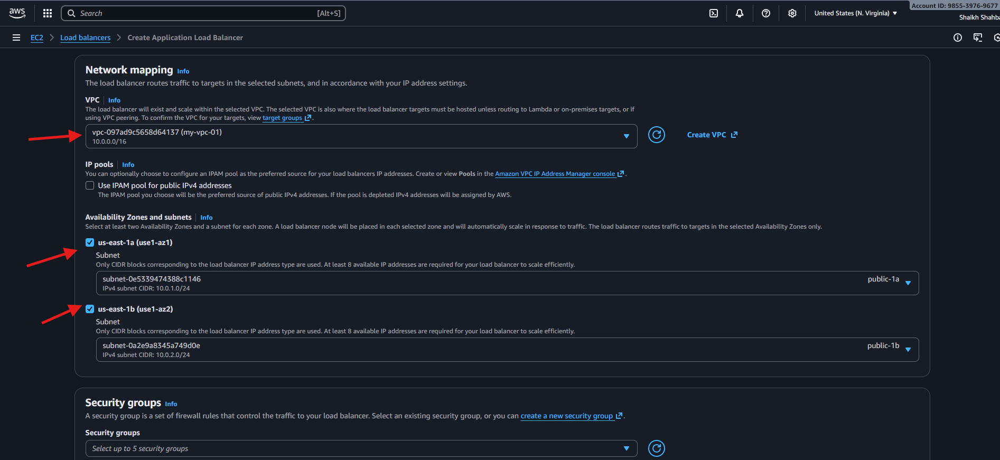 aws
Search
[Alt+S]
United States (N. Virginia)
Account ID: 9855-3976-9677
Shaikh Shahba
EC2
Load balancers
Create Application Load Balancer
Network mapping Info
The load balancer routes traffic to targets in the selected subnets, and in accordance with your IP address settings.
VPC Info
The load balancer will exist and scale within the selected VPC. The selected VPC is also where the load balancer targets must be hosted unless routing to Lambda or on-premises targets, or if
using VPC peering. To confirm the VPC for your targets, view target groups.
vpc-097ad9c5658d64137 (my-vpc-01)
10.0.0.0/16
Create VPC
IP pools Info
You can optionally choose to configure an IPAM pool as the preferred source for your load balancers IP addresses. Create or view Pools in the Amazon VPC IP Address Manager console.
Use IPAM pool for public IPv4 addresses
The IPAM pool you choose will be the preferred source of public IPv4 addresses. If the pool is depleted IPv4 addresses will be assigned by AWS.
Availability Zones and subnets Info
Select at least two Availability Zones and a subnet for each zone. A load balancer node will be placed in each selected zone and will automatically scale in response to traffic. The load balancer routes traffic to targets in the selected Availability Zones only.
us-east-1a (use1-az1)
Subnet
Only CIDR blocks corresponding to the load balancer IP address type are used. At least 8 available IP addresses are required for your load balancer to scale efficiently.
subnet-0e5339474388c1146
public-1a
IPv4 subnet CIDR: 10.0.1.0/24
us-east-1b (use1-az2)
Subnet
Only CIDR blocks corresponding to the load balancer IP address type are used. At least 8 available IP addresses are required for your load balancer to scale efficiently.
subnet-0a2e9a8345a749d0e
public-1b
IPv4 subnet CIDR: 10.0.2.0/24
Security groups Info
A security group is a set of firewall rules that control the traffic to your load balancer. Select an existing security group, or you can create a new security group.
Security groups
Select up to 5 security groups